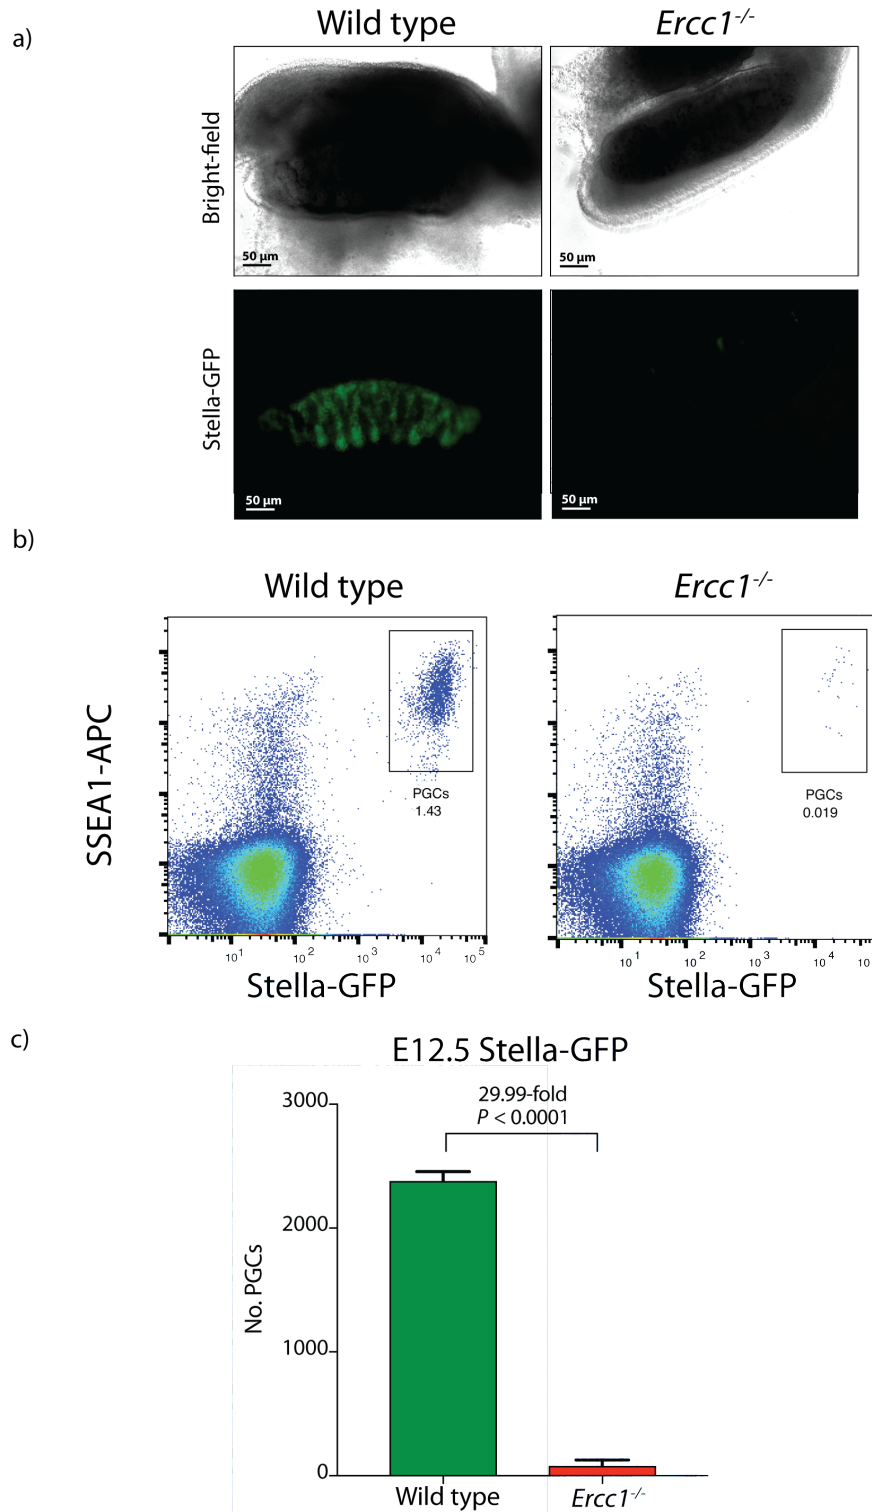 a)
Wild type
Ercc1-/-
Bright-field
50 µm
50 µm
Stella-GFP
50 µm
50 µm
b)
Wild type
Ercc1-/-
SSEA1-APC
PGCs
1.43
PGCs
0.019
10¹ 10² 10³ 10⁴ 10⁵
10¹ 10² 10³ 10⁴ 10
Stella-GFP
Stella-GFP
c)
E12.5 Stella-GFP
29.99-fold
P < 0.0001
No. PGCs
3000
2000
1000
0
Wild type
Ercc1-/-